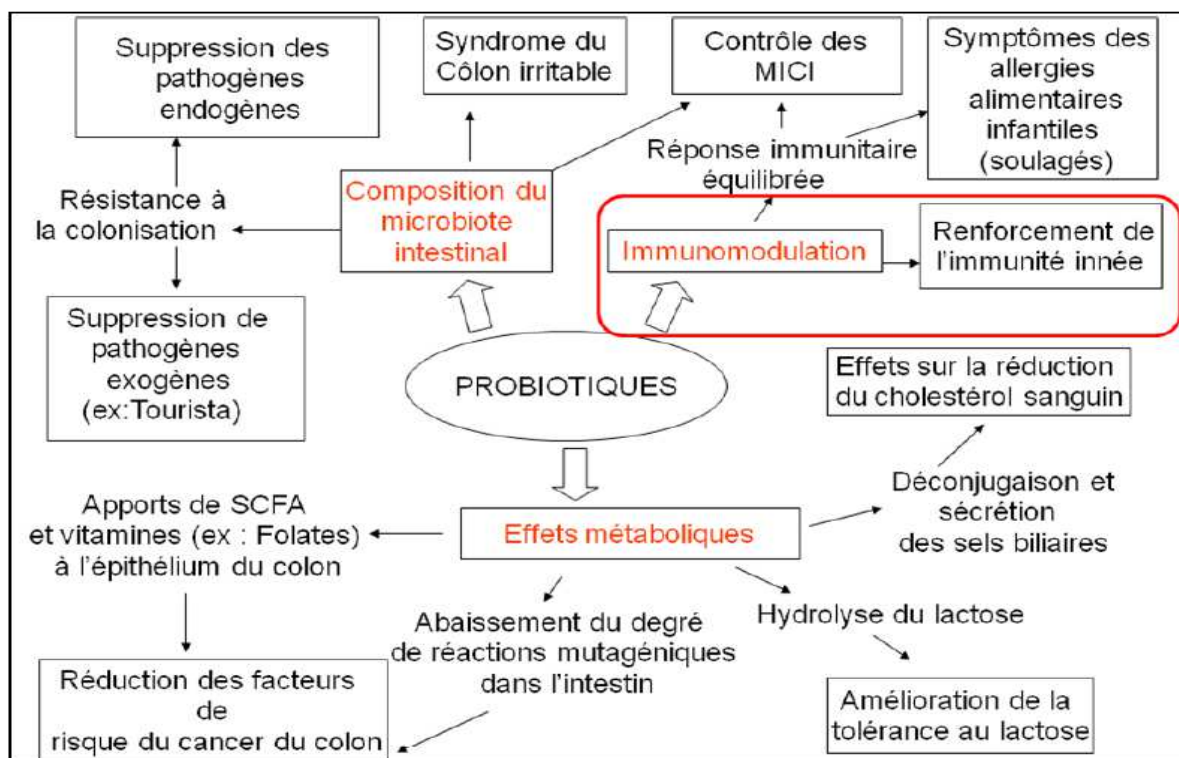 Suppression des
pathogènes
endogènes
Syndrome du
Côlon irritable
Contrôle des
MICI
Symptômes des
allergies
alimentaires
infantiles
(soulagés)
Résistance à
la colonisation
Composition du
microbiote
intestinal
Réponse immunitaire
équilibrée
Immunomodulation
Renforcement de
l'immunité innée
Suppression de
pathogènes
exogènes
(ex:Tourista)
PROBIOTIQUES
Effets sur la réduction
du cholestérol sanguin
Apports de SCFA
et vitamines (ex : Folates)
à l'épithélium du colon
Effets métaboliques
Déconjugaison et
sécrétion
des sels biliaires
Abaissement du degré
de réactions mutagéniques
dans l'intestin
Hydrolyse du lactose
Réduction des facteurs
de
risque du cancer du colon
Amélioration de la
tolérance au lactose